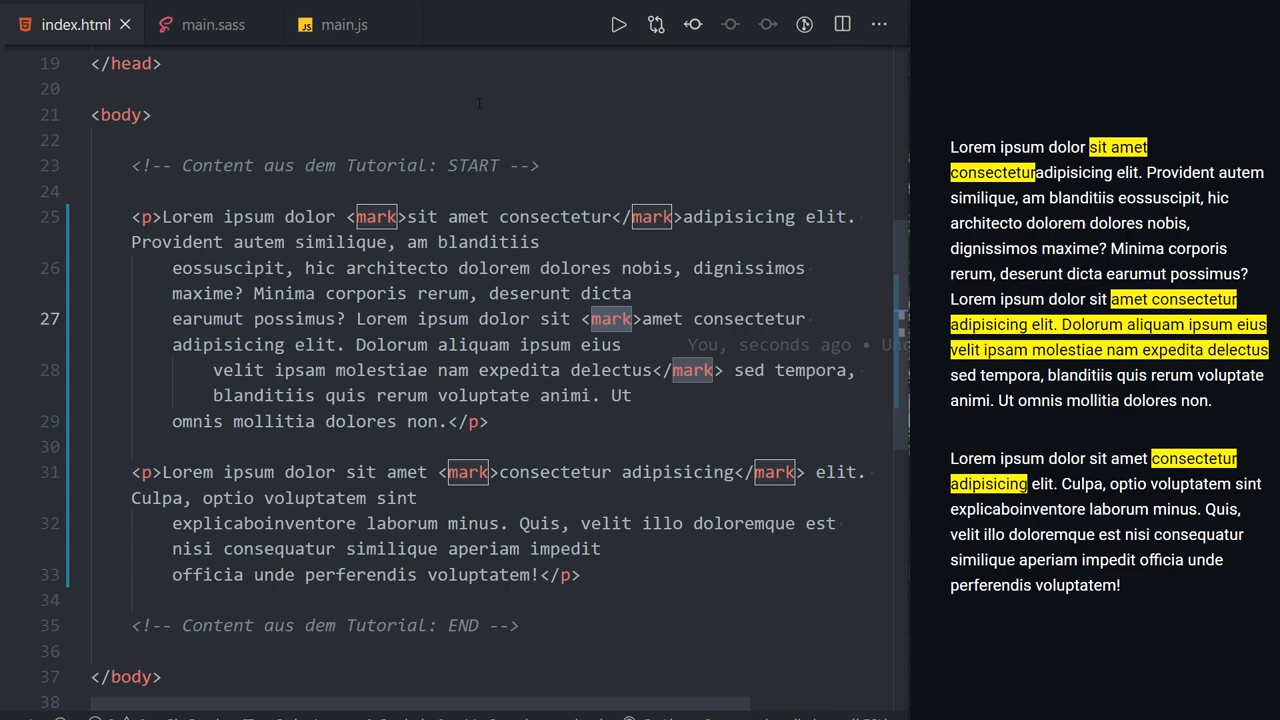 index.html
main.sass
JS main.js
19 </head>
20
21 <body>
22
23 <!-- Content aus dem Tutorial: START -->
24
25 <p>Lorem ipsum dolor <mark>sit amet consectetur</mark>adipisicing elit.
Provident autem similique, am blanditiis
26 eossuscipit, hic architecto dolorem dolores nobis, dignissimos
maxime? Minima corporis rerum, deserunt dicta
27 earumut possimus? Lorem ipsum dolor sit <mark>amet consectetur
adipisicing elit. Dolorum aliquam ipsum eius You, seconds ago •
28 velit ipsam molestiae nam expedita delectus</mark> sed tempora,
blanditiis quis rerum voluptate animi. Ut
29 omnis mollitia dolores non.</p>
30
31 <p>Lorem ipsum dolor sit amet <mark>consectetur adipisicing</mark> elit.
Culpa, optio voluptatem sint
32 explicaboinventore laborum minus. Quis, velit illo doloremque est
nisi consequatur similique aperiam impedit
33 officia unde perferendis voluptatem!</p>
34
35 <!-- Content aus dem Tutorial: END -->
36
37 </body>
38
Lorem ipsum dolor sit amet
consecteturadipisicing elit. Provident autem
similique, am blanditiis eossuscipit, hic
architecto dolorem dolores nobis,
dignissimos maxime? Minima corporis
rerum, deserunt dicta earumut possimus?
Lorem ipsum dolor sit amet consectetur
adipisicing elit. Dolorum aliquam ipsum eius
velit ipsam molestiae nam expedita delectus
sed tempora, blanditiis quis rerum voluptate
animi. Ut omnis mollitia dolores non.
Lorem ipsum dolor sit amet consectetur
adipisicing elit. Culpa, optio voluptatem sint
explicaboinventore laborum minus. Quis,
velit illo doloremque est nisi consequatur
similique aperiam impedit officia unde
perferendis voluptatem!